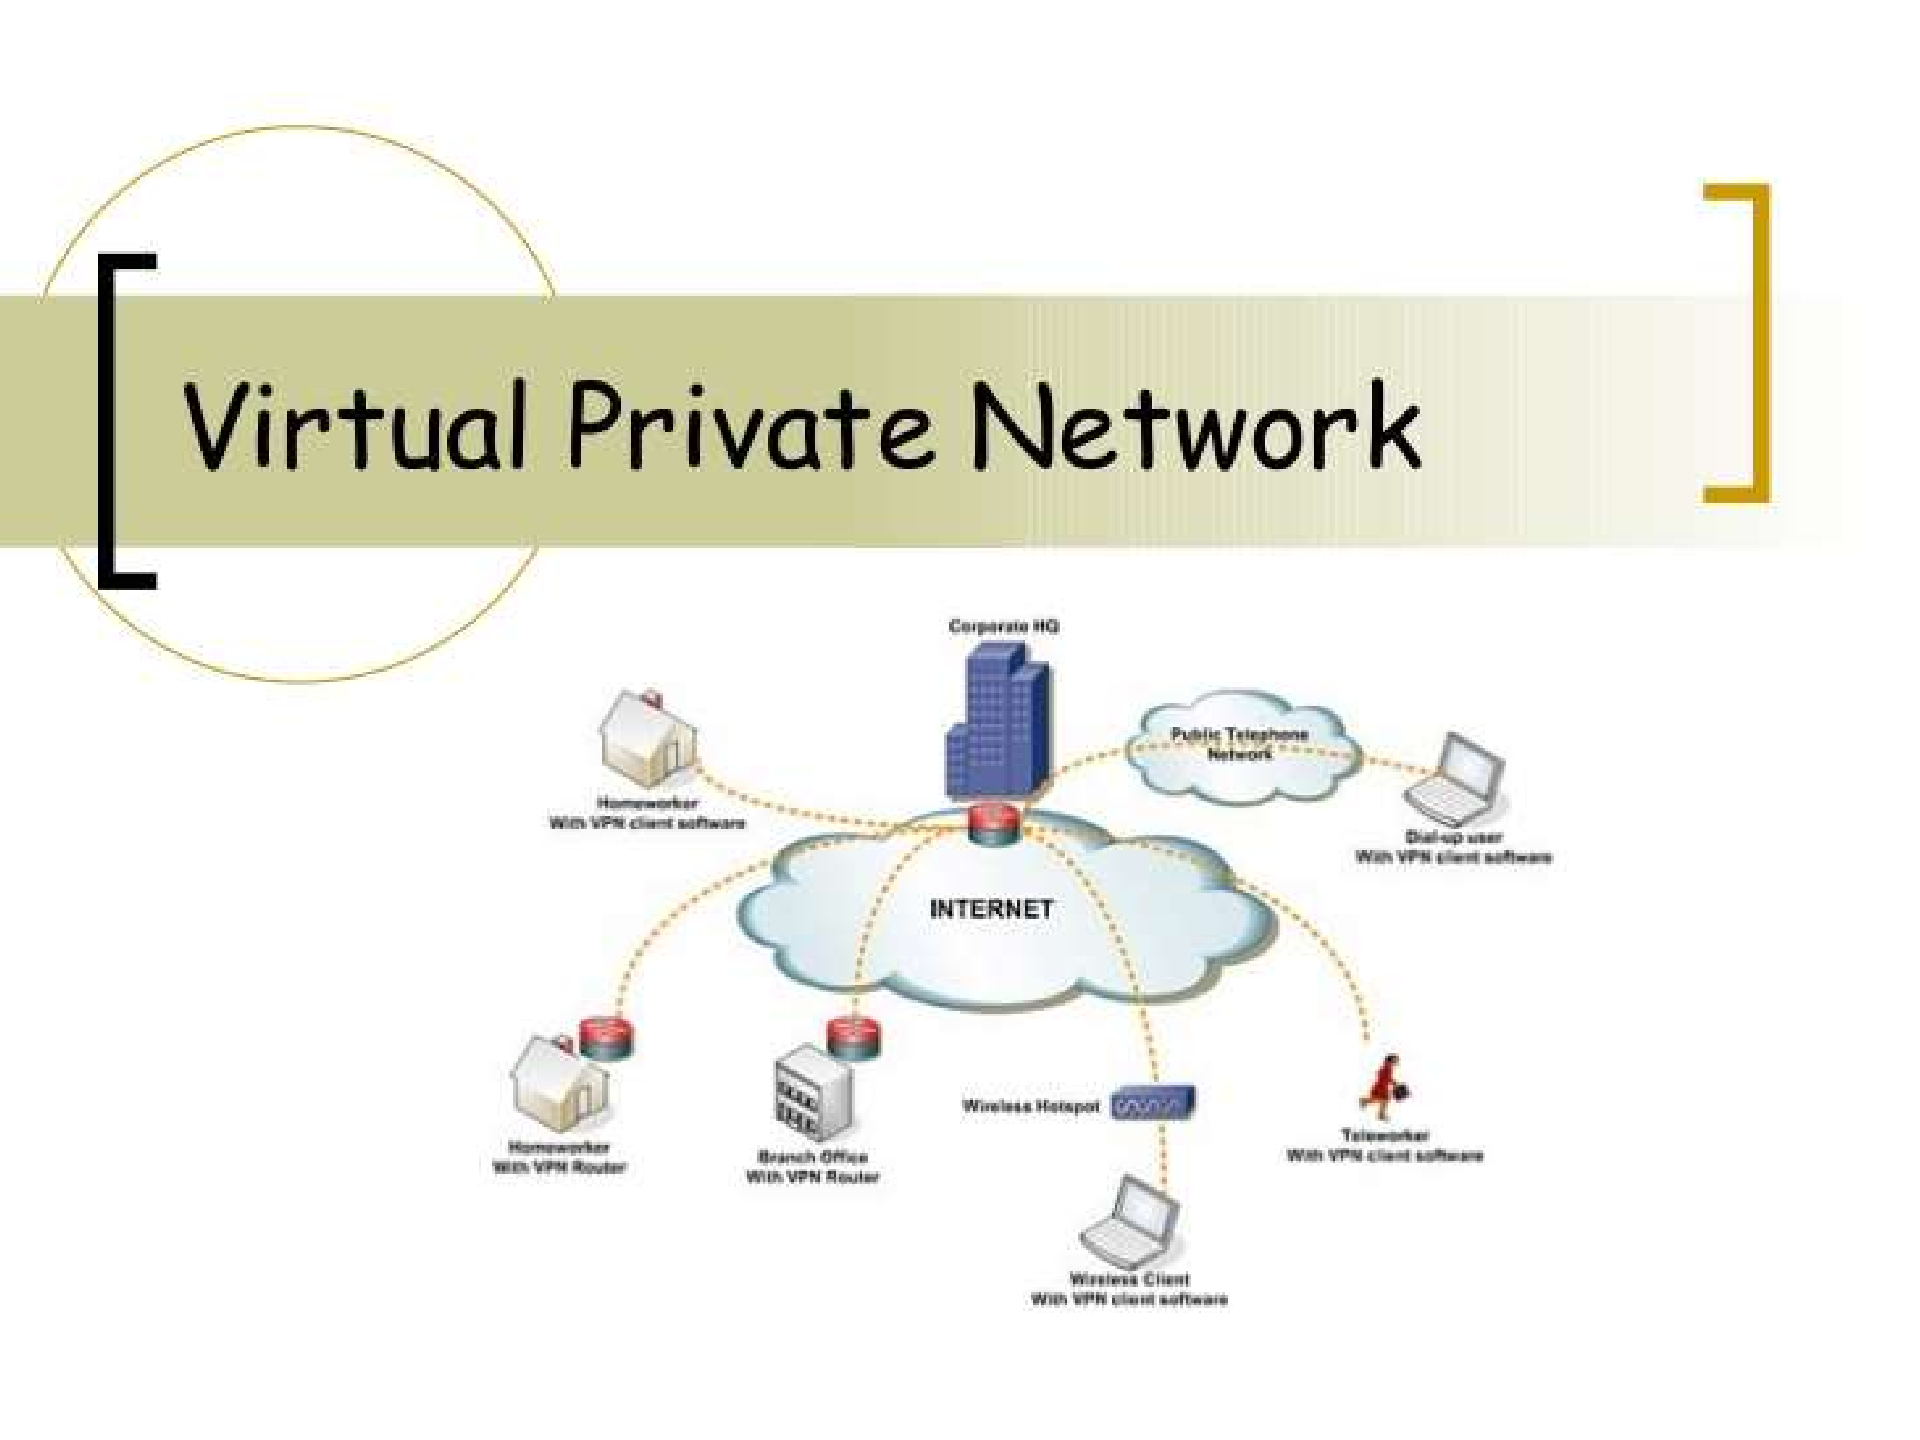 Virtual Private Network
Corporate HQ
Public Telephone
Network
Homeworker
With VPN client software
Dial-up user
With VPN client software
INTERNET
Homeworker
With VPN Router
Branch Office
With VPN Router
Wireless Hotspot
Teleworker
With VPN client software
Wireless Client
With VPN client software